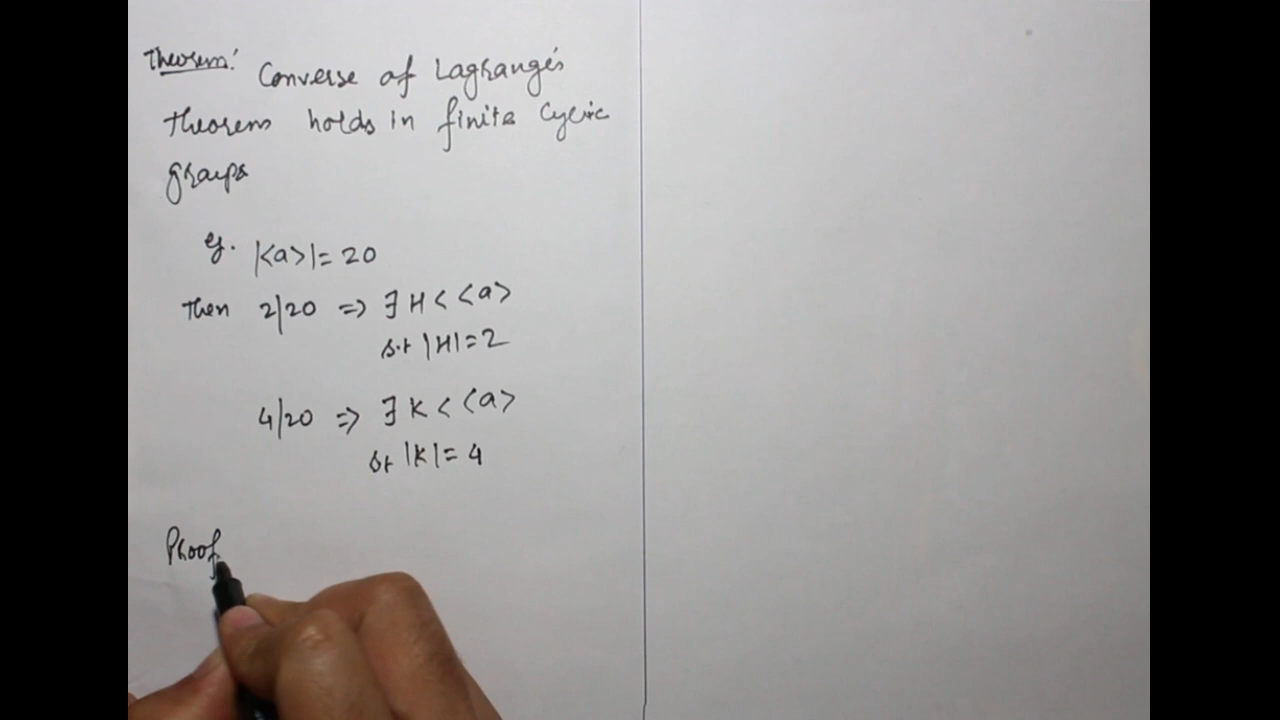 Theorem:
Converse of Lagrange's
theorem holds in finite cyclic
groups
eg. |<a>| = 20
Then 2/20 => ∃ H < <a>
s.t |H| = 2
4/20 => ∃ K < <a>
st |K| = 4
Proof